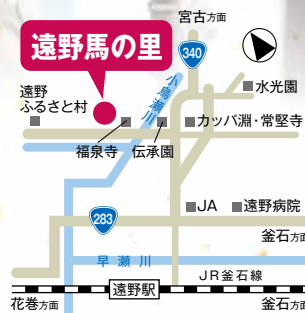 宮古方面
340
遠野馬の里
小烏瀬川
水光園
遠野
ふるさと村
カッパ淵・常堅寺
福泉寺
伝承園
JA
遠野病院
283
釜石方面
早瀬川
JR釜石線
遠野駅
花巻方面
釜石方面